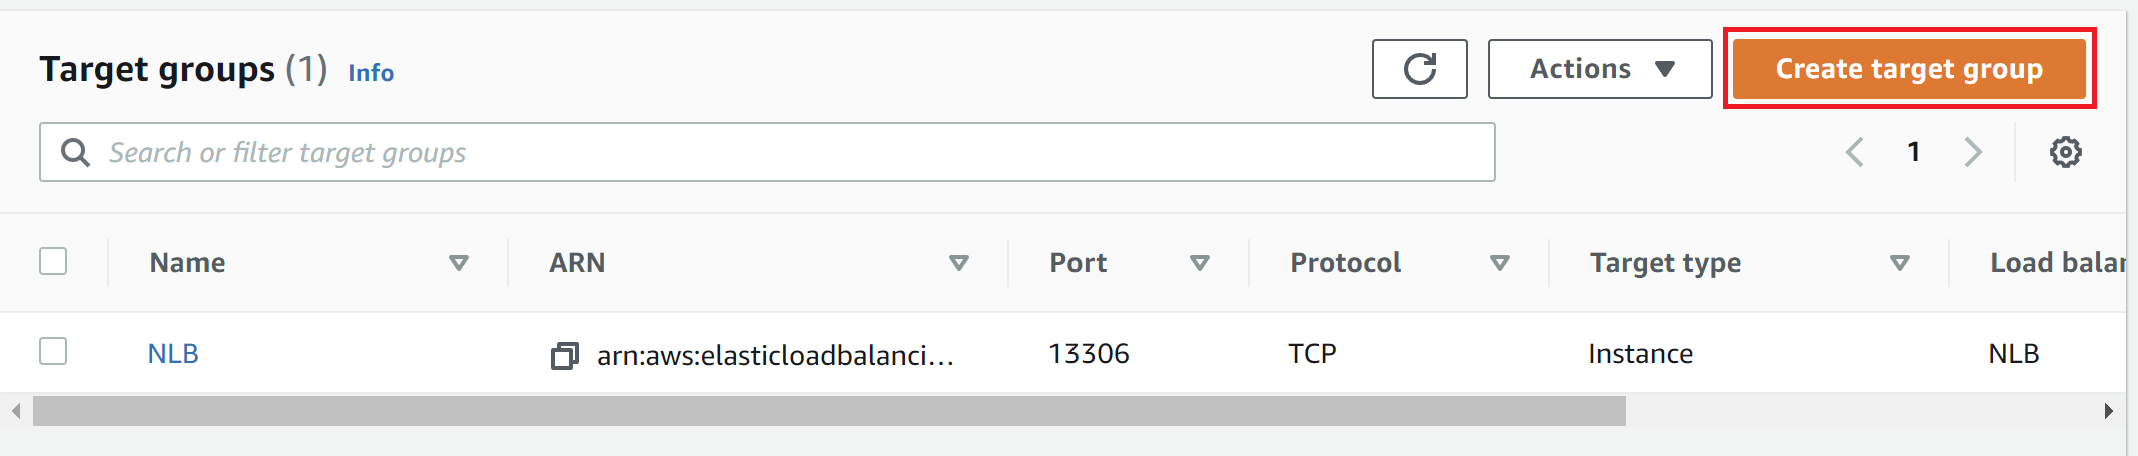 Target groups (1) Info
Actions
Create target group
Search or filter target groups
1
Name ARN Port Protocol Target type Load balan
NLB arn:aws:elasticloadbalanci... 13306 TCP Instance NLB